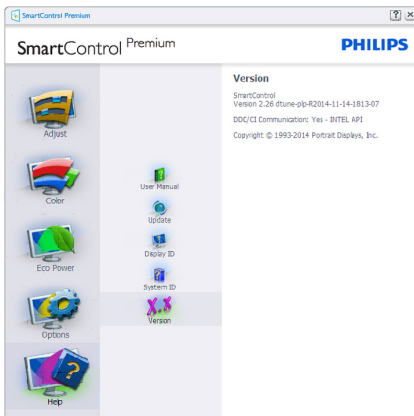 SmartControl Premium
SmartControl Premium
PHILIPS
Adjust
Color
Eco Power
Options
Help
User Manual
Update
Display ID
System ID
X.X
Version
Version
SmartControl
Version 2.26 dtune-plp-R2014-11-14-1813-07
DDC/CI Communication: Yes - INTEL API
Copyright © 1993-2014 Portrait Displays, Inc.